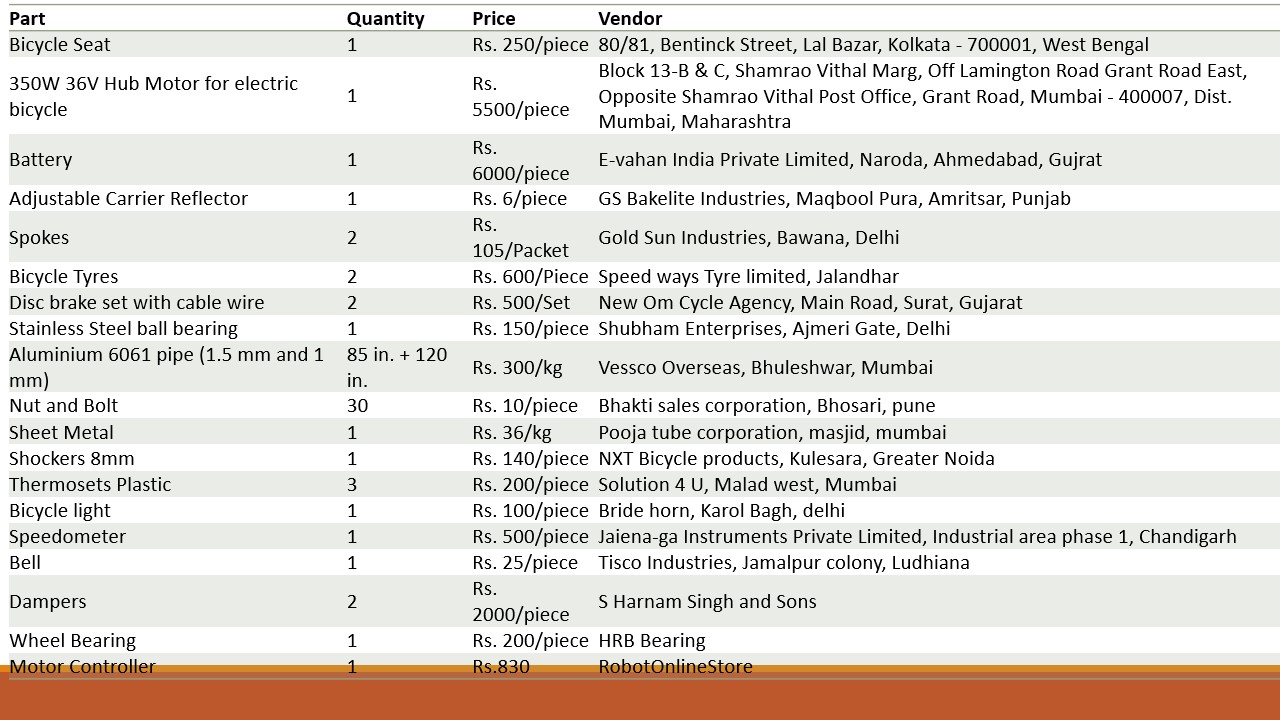 Part Quantity Price Vendor
Bicycle Seat 1 Rs. 250/piece 80/81, Bentinck Street, Lal Bazar, Kolkata - 700001, West Bengal
350W 36V Hub Motor for electric
bicycle
1
Rs.
5500/piece
Block 13-B & C, Shamrao Vithal Marg, Off Lamington Road Grant Road East,
Opposite Shamrao Vithal Post Office, Grant Road, Mumbai - 400007, Dist.
Mumbai, Maharashtra
Battery 1
Rs.
6000/piece
E-vahan India Private Limited, Naroda, Ahmedabad, Gujrat
Adjustable Carrier Reflector 1 Rs. 6/piece GS Bakelite Industries, Maqbool Pura, Amritsar, Punjab
Spokes 2
Rs.
105/Packet
Gold Sun Industries, Bawana, Delhi
Bicycle Tyres 2 Rs. 600/Piece Speed ways Tyre limited, Jalandhar
Disc brake set with cable wire 2 Rs. 500/Set New Om Cycle Agency, Main Road, Surat, Gujarat
Stainless Steel ball bearing 1 Rs. 150/piece Shubham Enterprises, Ajmeri Gate, Delhi
Aluminium 6061 pipe (1.5 mm and 1
mm)
85 in. + 120
in.
Rs. 300/kg Vessco Overseas, Bhuleshwar, Mumbai
Nut and Bolt 30 Rs. 10/piece Bhakti sales corporation, Bhosari, pune
Sheet Metal 1 Rs. 36/kg Pooja tube corporation, masjid, mumbai
Shockers 8mm 1 Rs. 140/piece NXT Bicycle products, Kulesara, Greater Noida
Thermosets Plastic 3 Rs. 200/piece Solution 4 U, Malad west, Mumbai
Bicycle light 1 Rs. 100/piece Bride horn, Karol Bagh, delhi
Speedometer 1 Rs. 500/piece Jaiena-ga Instruments Private Limited, Industrial area phase 1, Chandigarh
Bell 1 Rs. 25/piece Tisco Industries, Jamalpur colony, Ludhiana
Dampers 2
Rs.
2000/piece
S Harnam Singh and Sons
Wheel Bearing 1 Rs. 200/piece HRB Bearing
Motor Controller 1 Rs.830 RobotOnlineStore